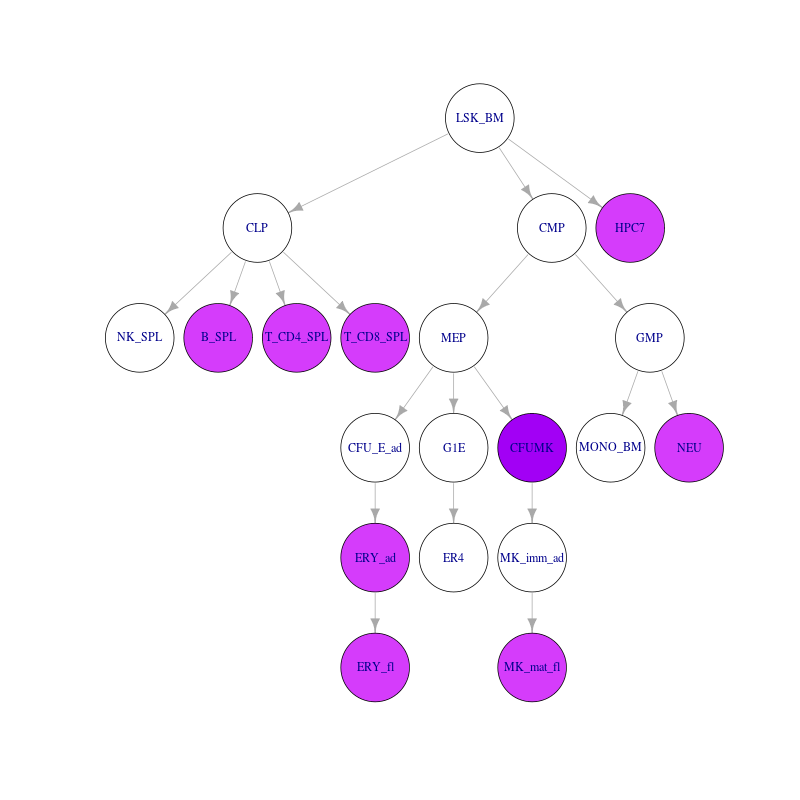 LSK_BM
CLP
CMP
HPC7
NK_SPL
B_SPL
T_CD4_SPL
T_CD8_SPL
MEP
GMP
CFU_E_ad
G1E
CFUMK
MONO_BM
NEU
ERY_ad
ER4
MK_imm_ad
ERY_fl
MK_mat_fl